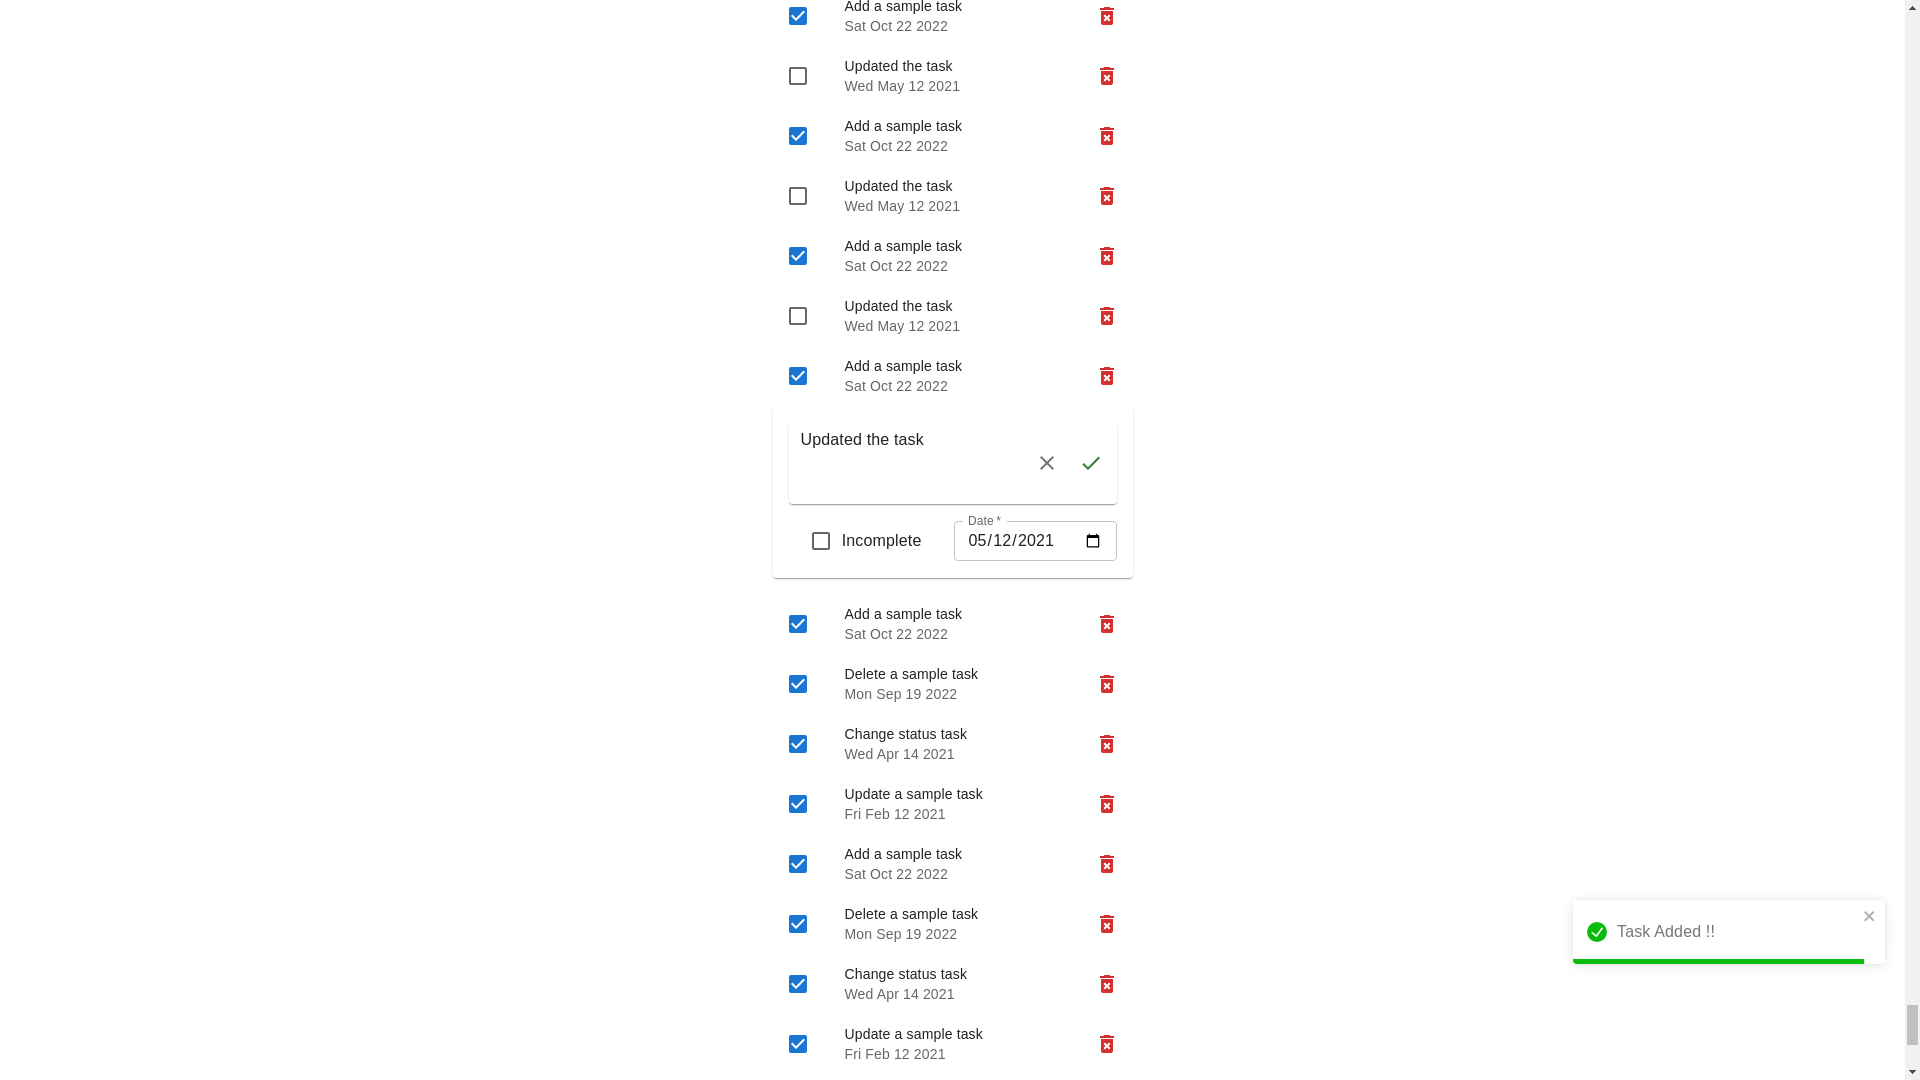 Add a sample task
Sat Oct 22 2022
Updated the task
Wed May 12 2021
Add a sample task
Sat Oct 22 2022
Updated the task
Wed May 12 2021
Add a sample task
Sat Oct 22 2022
Updated the task
Wed May 12 2021
Add a sample task
Sat Oct 22 2022
Updated the task
Date *
Incomplete
05/12/2021
Add a sample task
Sat Oct 22 2022
Delete a sample task
Mon Sep 19 2022
Change status task
Wed Apr 14 2021
Update a sample task
Fri Feb 12 2021
Add a sample task
Sat Oct 22 2022
Delete a sample task
Mon Sep 19 2022
Change status task
Wed Apr 14 2021
Update a sample task
Fri Feb 12 2021
Task Added !!